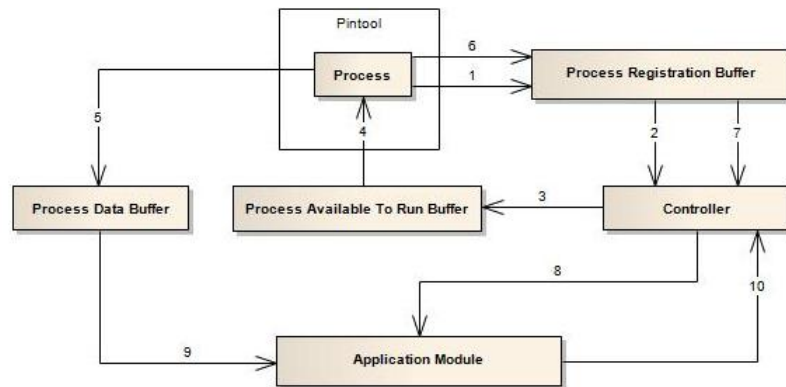 Pintool
6
Process
Process Registration Buffer
1
5
4
2
7
Process Data Buffer
Process Available To Run Buffer
3
Controller
8
10
9
Application Module